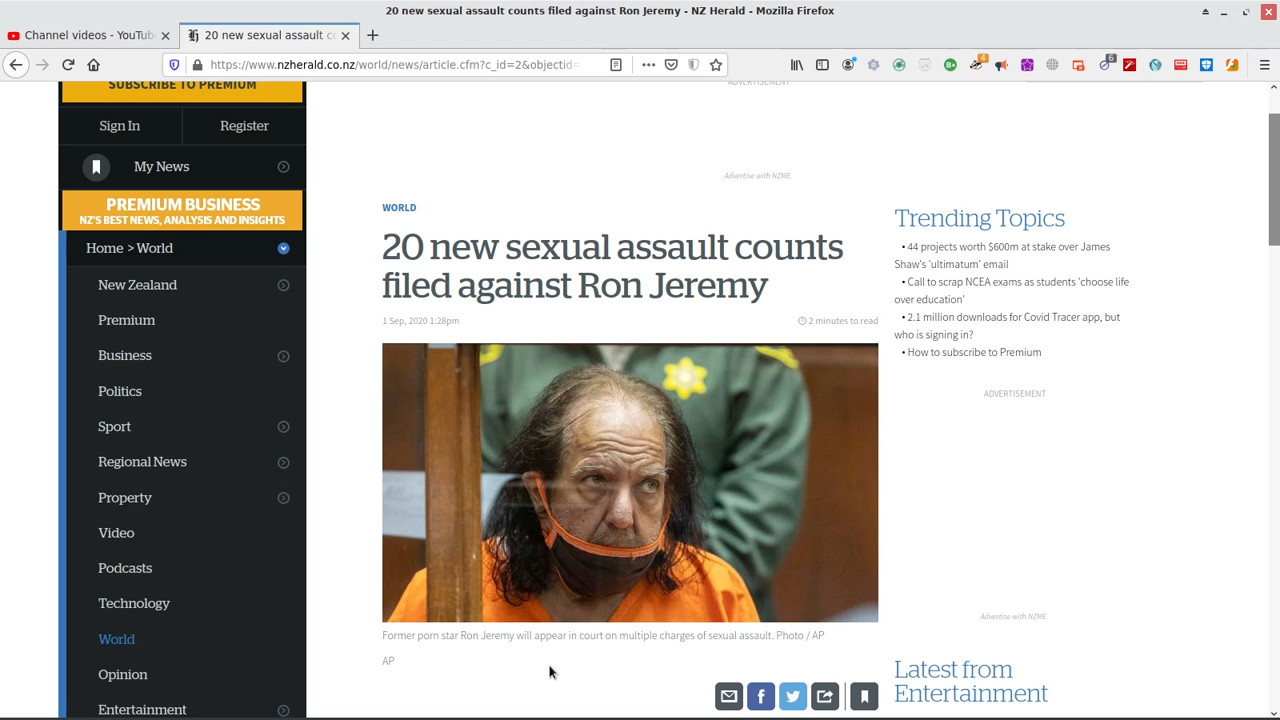 20 new sexual assault counts filed against Ron Jeremy - NZ Herald - Mozilla Firefox
Channel videos - YouTub
20 new sexual assault c
https://www.nzherald.co.nz/world/news/article.cfm?c_id=2&objectid=
4
6
SUBSCRIBE TO PREMIUM
Sign In
Register
My News
PREMIUM BUSINESS
NZ'S BEST NEWS, ANALYSIS AND INSIGHTS
Home > World
New Zealand
Premium
Business
Politics
Sport
Regional News
Property
Video
Podcasts
Technology
World
Opinion
Entertainment
ADVERTISEMENT
Advertise with NZME.
WORLD
20 new sexual assault counts
filed against Ron Jeremy
1 Sep, 2020 1:28pm
2 minutes to read
Former porn star Ron Jeremy will appear in court on multiple charges of sexual assault. Photo / AP
AP
Trending Topics
• 44 projects worth $600m at stake over James
Shaw's 'ultimatum' email
• Call to scrap NCEA exams as students 'choose life
over education'
• 2.1 million downloads for Covid Tracer app, but
who is signing in?
• How to subscribe to Premium
ADVERTISEMENT
Advertise with NZME.
Latest from
Entertainment